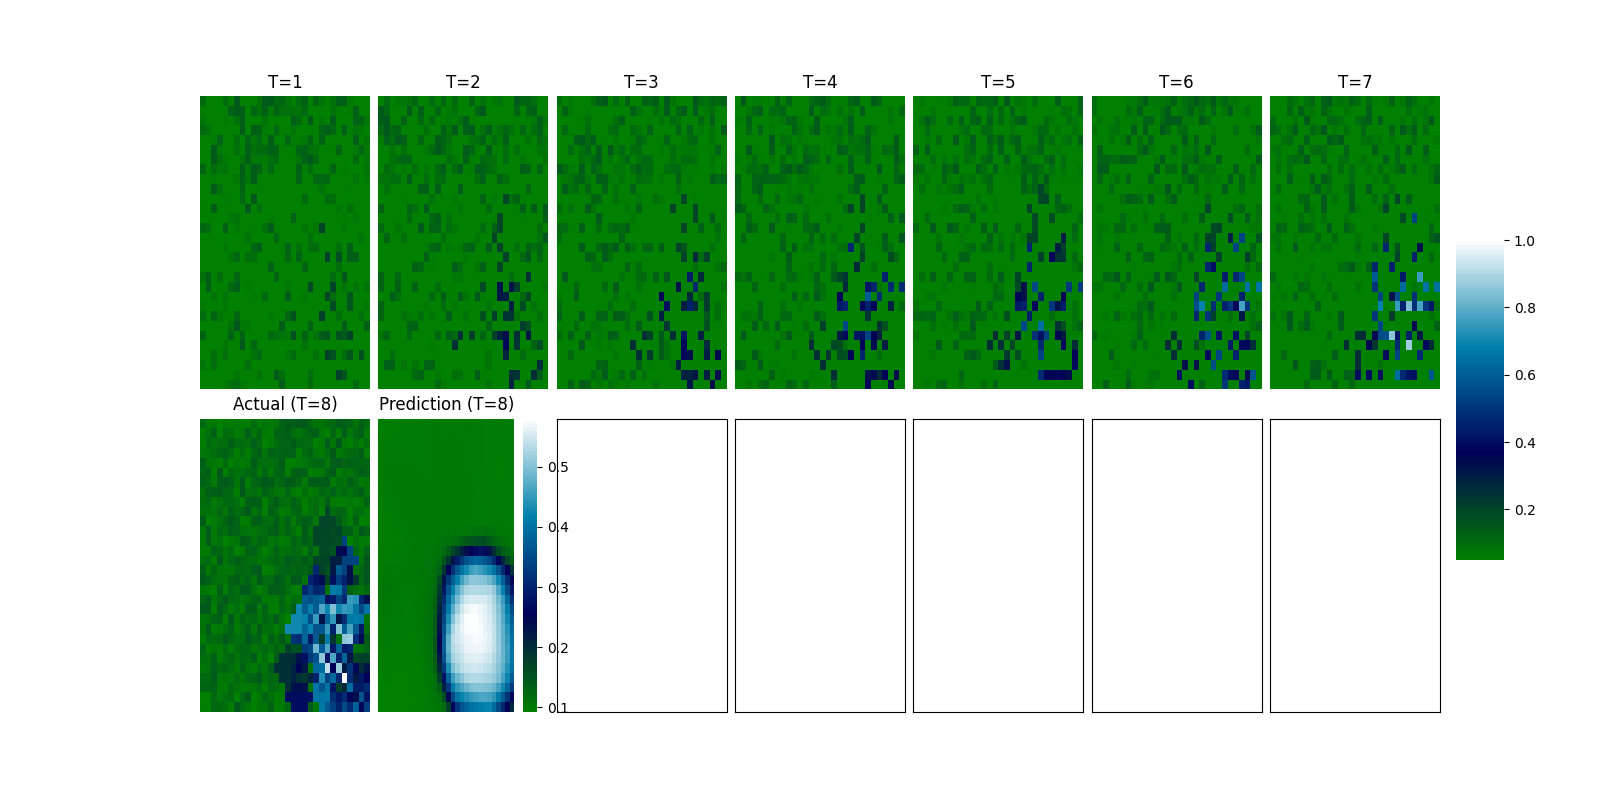 T=1
T=2
T=3
T=4
T=5
T=6
T=7
1.0
0.8
0.6
0.4
0.2
Actual (T=8)
Prediction (T=8)
0.5
0.4
0.3
0.2
0.1